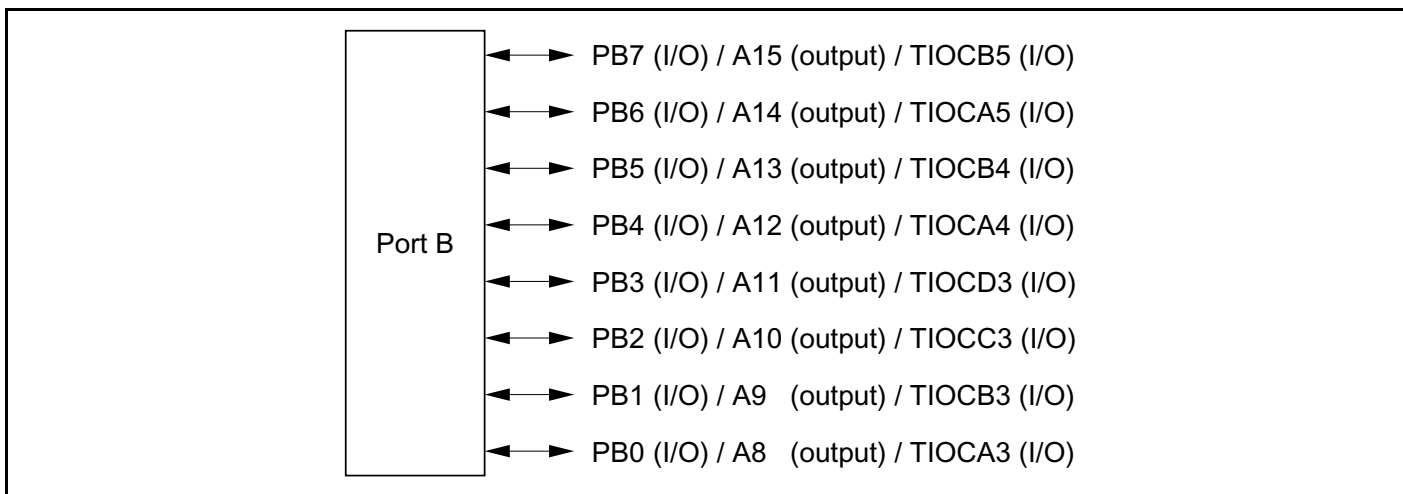 PB7 (I/O) / A15 (output) / TIOCB5 (I/O)
PB6 (I/O) / A14 (output) / TIOCA5 (I/O)
PB5 (I/O) / A13 (output) / TIOCB4 (I/O)
PB4 (I/O) / A12 (output) / TIOCA4 (I/O)
Port B
PB3 (I/O) / A11 (output) / TIOCD3 (I/O)
PB2 (I/O) / A10 (output) / TIOCC3 (I/O)
PB1 (I/O) / A9 (output) / TIOCB3 (I/O)
PB0 (I/O) / A8 (output) / TIOCA3 (I/O)